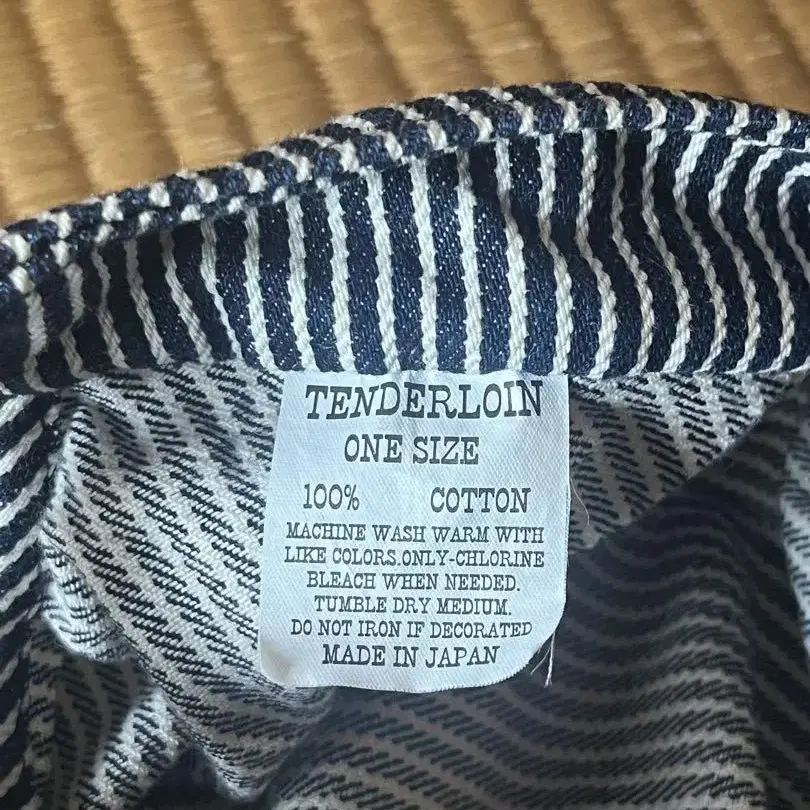 TENDERLOIN
ONE SIZE
100% COTTON
MACHINE WASH WARM WITH
LIKE COLORS.ONLY-CHLORINE
BLEACH WHEN NEEDED.
TUMBLE DRY MEDIUM.
DO NOT IRON IF DECORATED
MADE IN JAPAN